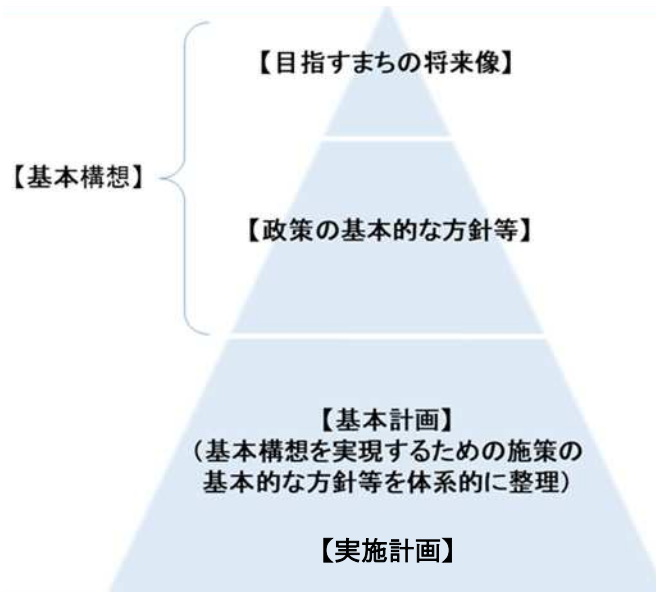 【目指すまちの将来像】
【基本構想】
【政策の基本的な方針等】
【基本計画】
（基本構想を実現するための施策の
基本的な方針等を体系的に整理）
【実施計画】